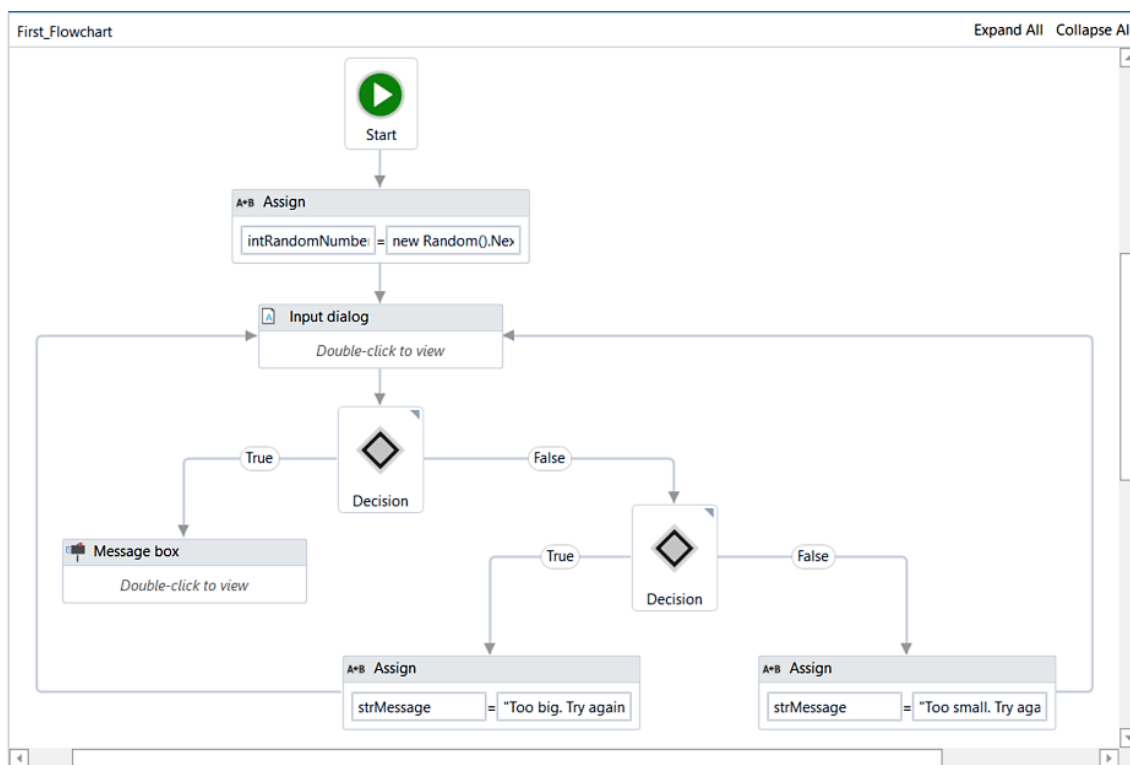 First_Flowchart
Expand All Collapse Al
Start
A+B Assign
intRandomNumbe = new Random().Nex
Input dialog
Double-click to view
Decision
True
False
Message box
Double-click to view
Decision
True
False
A+B Assign
strMessage = "Too big. Try again
A+B Assign
strMessage = "Too small. Try aga